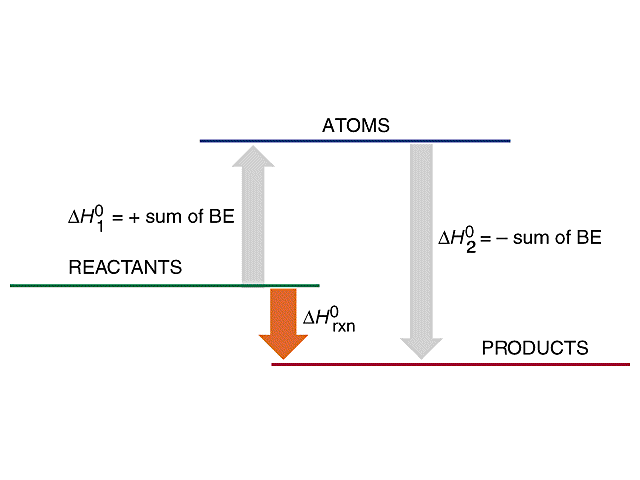 ATOMS
ΔH⁰₁ = + sum of BE
ΔH⁰₂ = – sum of BE
REACTANTS
ΔH⁰rxn
PRODUCTS